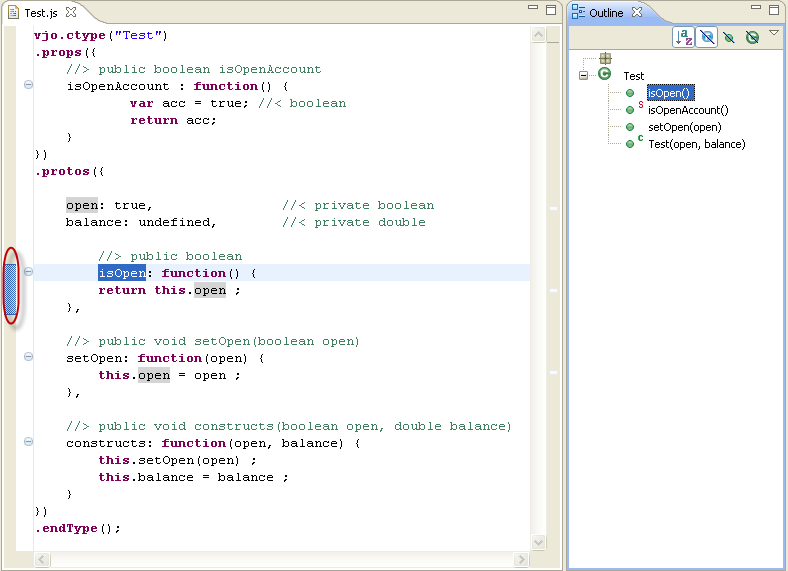 Test.js
vjo.ctype("Test")
.props({
//> public boolean isOpenAccount
isOpenAccount : function() {
var acc = true; //< boolean
return acc;
}
})
.protos({
open: true, //< private boolean
balance: undefined, //< private double
//> public boolean
isOpen: function() {
return this.open ;
},
//> public void setOpen(boolean open)
setOpen: function(open) {
this.open = open ;
},
//> public void constructs(boolean open, double balance)
constructs: function(open, balance) {
this.setOpen(open) ;
this.balance = balance ;
}
})
.endType();
Outline
Test
isOpen()
S isOpenAccount()
setOpen(open)
C Test(open, balance)